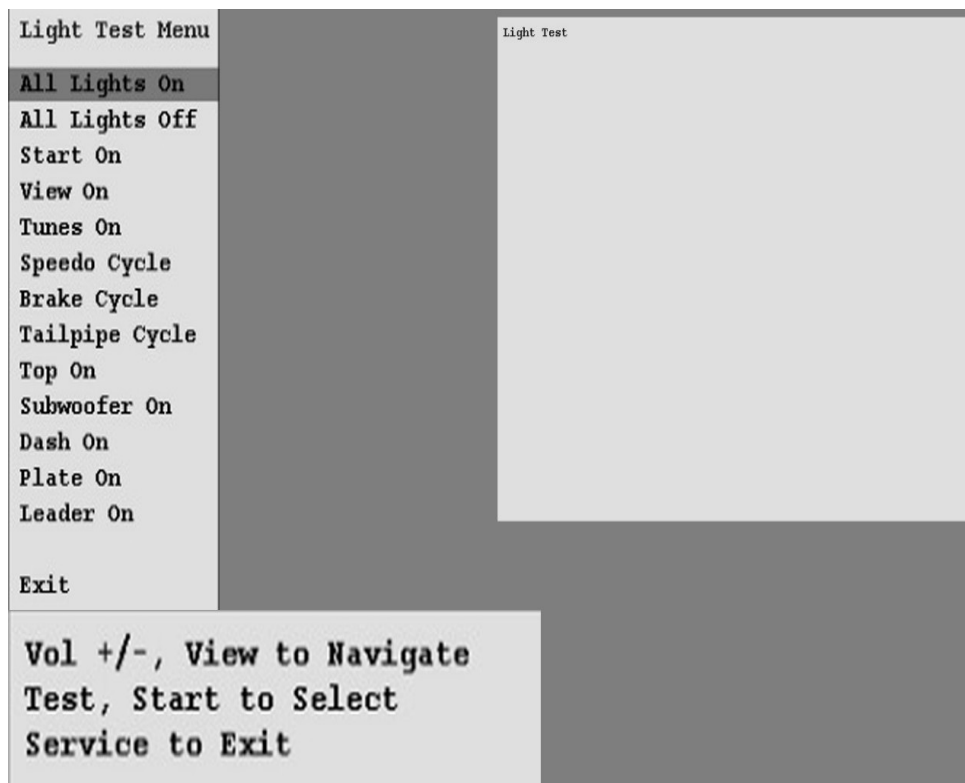 Light Test Menu
All Lights On
All Lights Off
Start On
View On
Tunes On
Speedo Cycle
Brake Cycle
Tailpipe Cycle
Top On
Subwoofer On
Dash On
Plate On
Leader On
Exit
Vol +/-, View to Navigate
Test, Start to Select
Service to Exit
Light Test